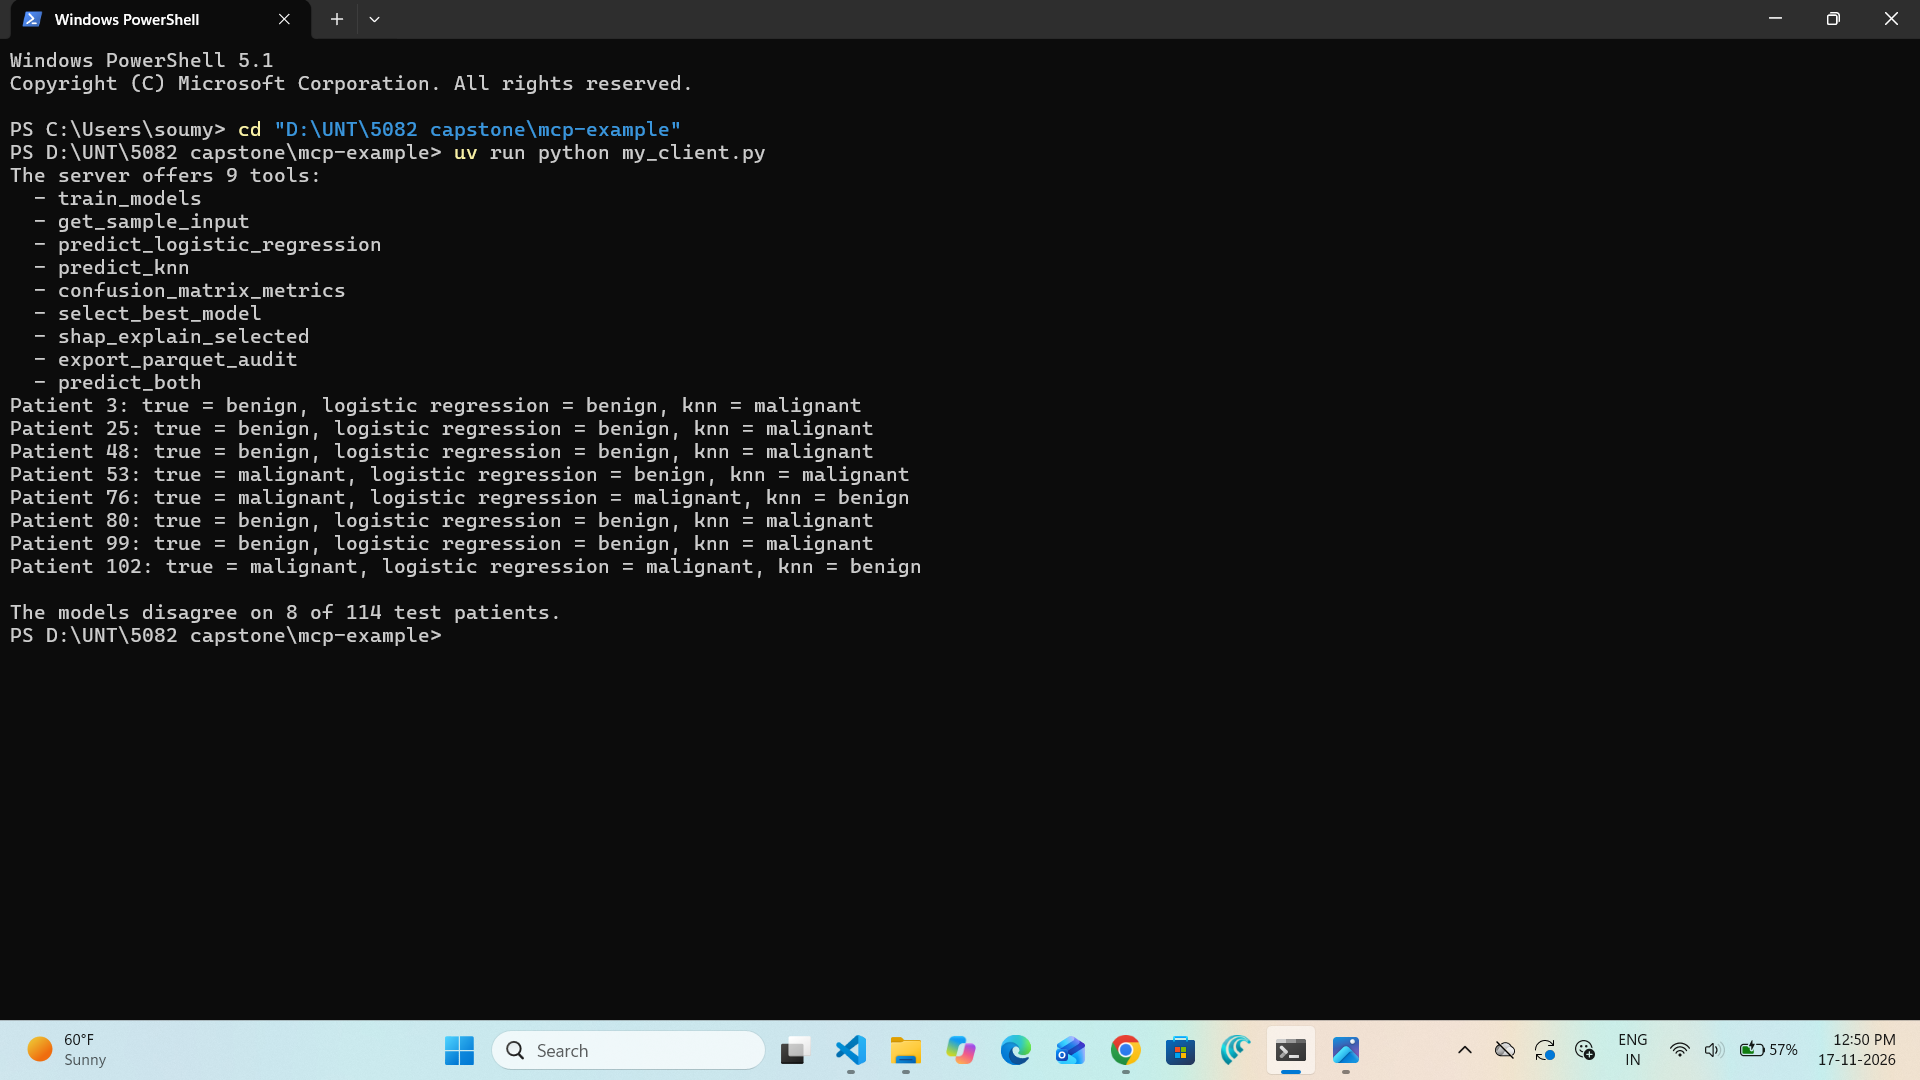 Windows PowerShell
Windows PowerShell 5.1
Copyright (C) Microsoft Corporation. All rights reserved.
PS C:\Users\soumy> cd "D:\UNT\5082 capstone\mcp-example"
PS D:\UNT\5082 capstone\mcp-example> uv run python my_client.py
The server offers 9 tools:
  - train_models
  - get_sample_input
  - predict_logistic_regression
  - predict_knn
  - confusion_matrix_metrics
  - select_best_model
  - shap_explain_selected
  - export_parquet_audit
  - predict_both
Patient 3: true = benign, logistic regression = benign, knn = malignant
Patient 25: true = benign, logistic regression = benign, knn = malignant
Patient 48: true = benign, logistic regression = benign, knn = malignant
Patient 53: true = malignant, logistic regression = benign, knn = malignant
Patient 76: true = malignant, logistic regression = malignant, knn = benign
Patient 80: true = benign, logistic regression = benign, knn = malignant
Patient 99: true = benign, logistic regression = benign, knn = malignant
Patient 102: true = malignant, logistic regression = malignant, knn = benign
The models disagree on 8 of 114 test patients.
PS D:\UNT\5082 capstone\mcp-example>
60°F
Sunny
Search
ENG
IN
57%
12:50 PM
17-11-2026